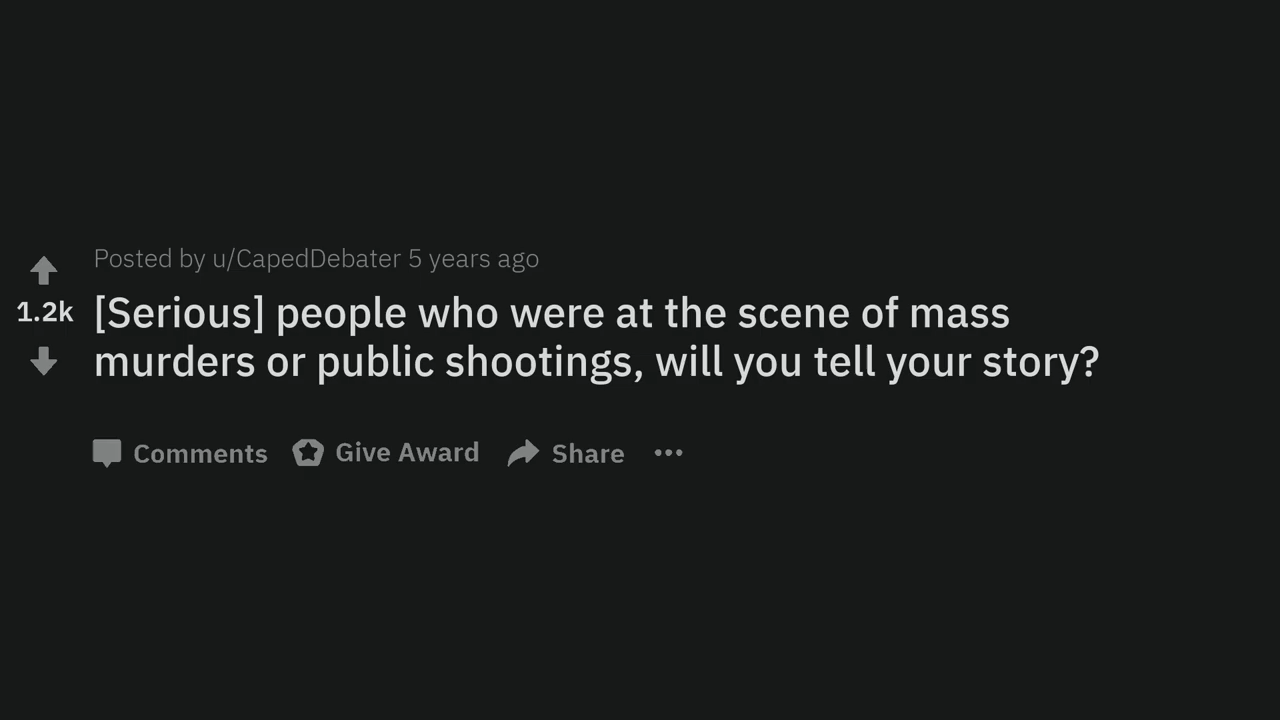 Posted by u/CapedDebater 5 years ago
1.2k [Serious] people who were at the scene of mass
murders or public shootings, will you tell your story?
Comments Give Award Share •••